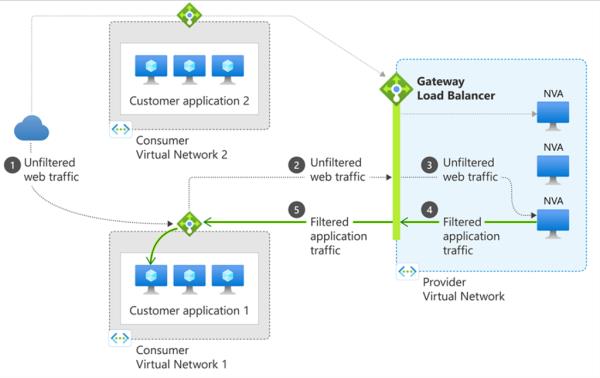 Customer application 2
Consumer
Virtual Network 2
Gateway
Load Balancer
NVA
NVA
NVA
1
Unfiltered
web traffic
2
Unfiltered
web traffic
3
Unfiltered
web traffic
5
Filtered
application
traffic
4
Filtered
application
traffic
Customer application 1
Consumer
Virtual Network 1
Provider
Virtual Network